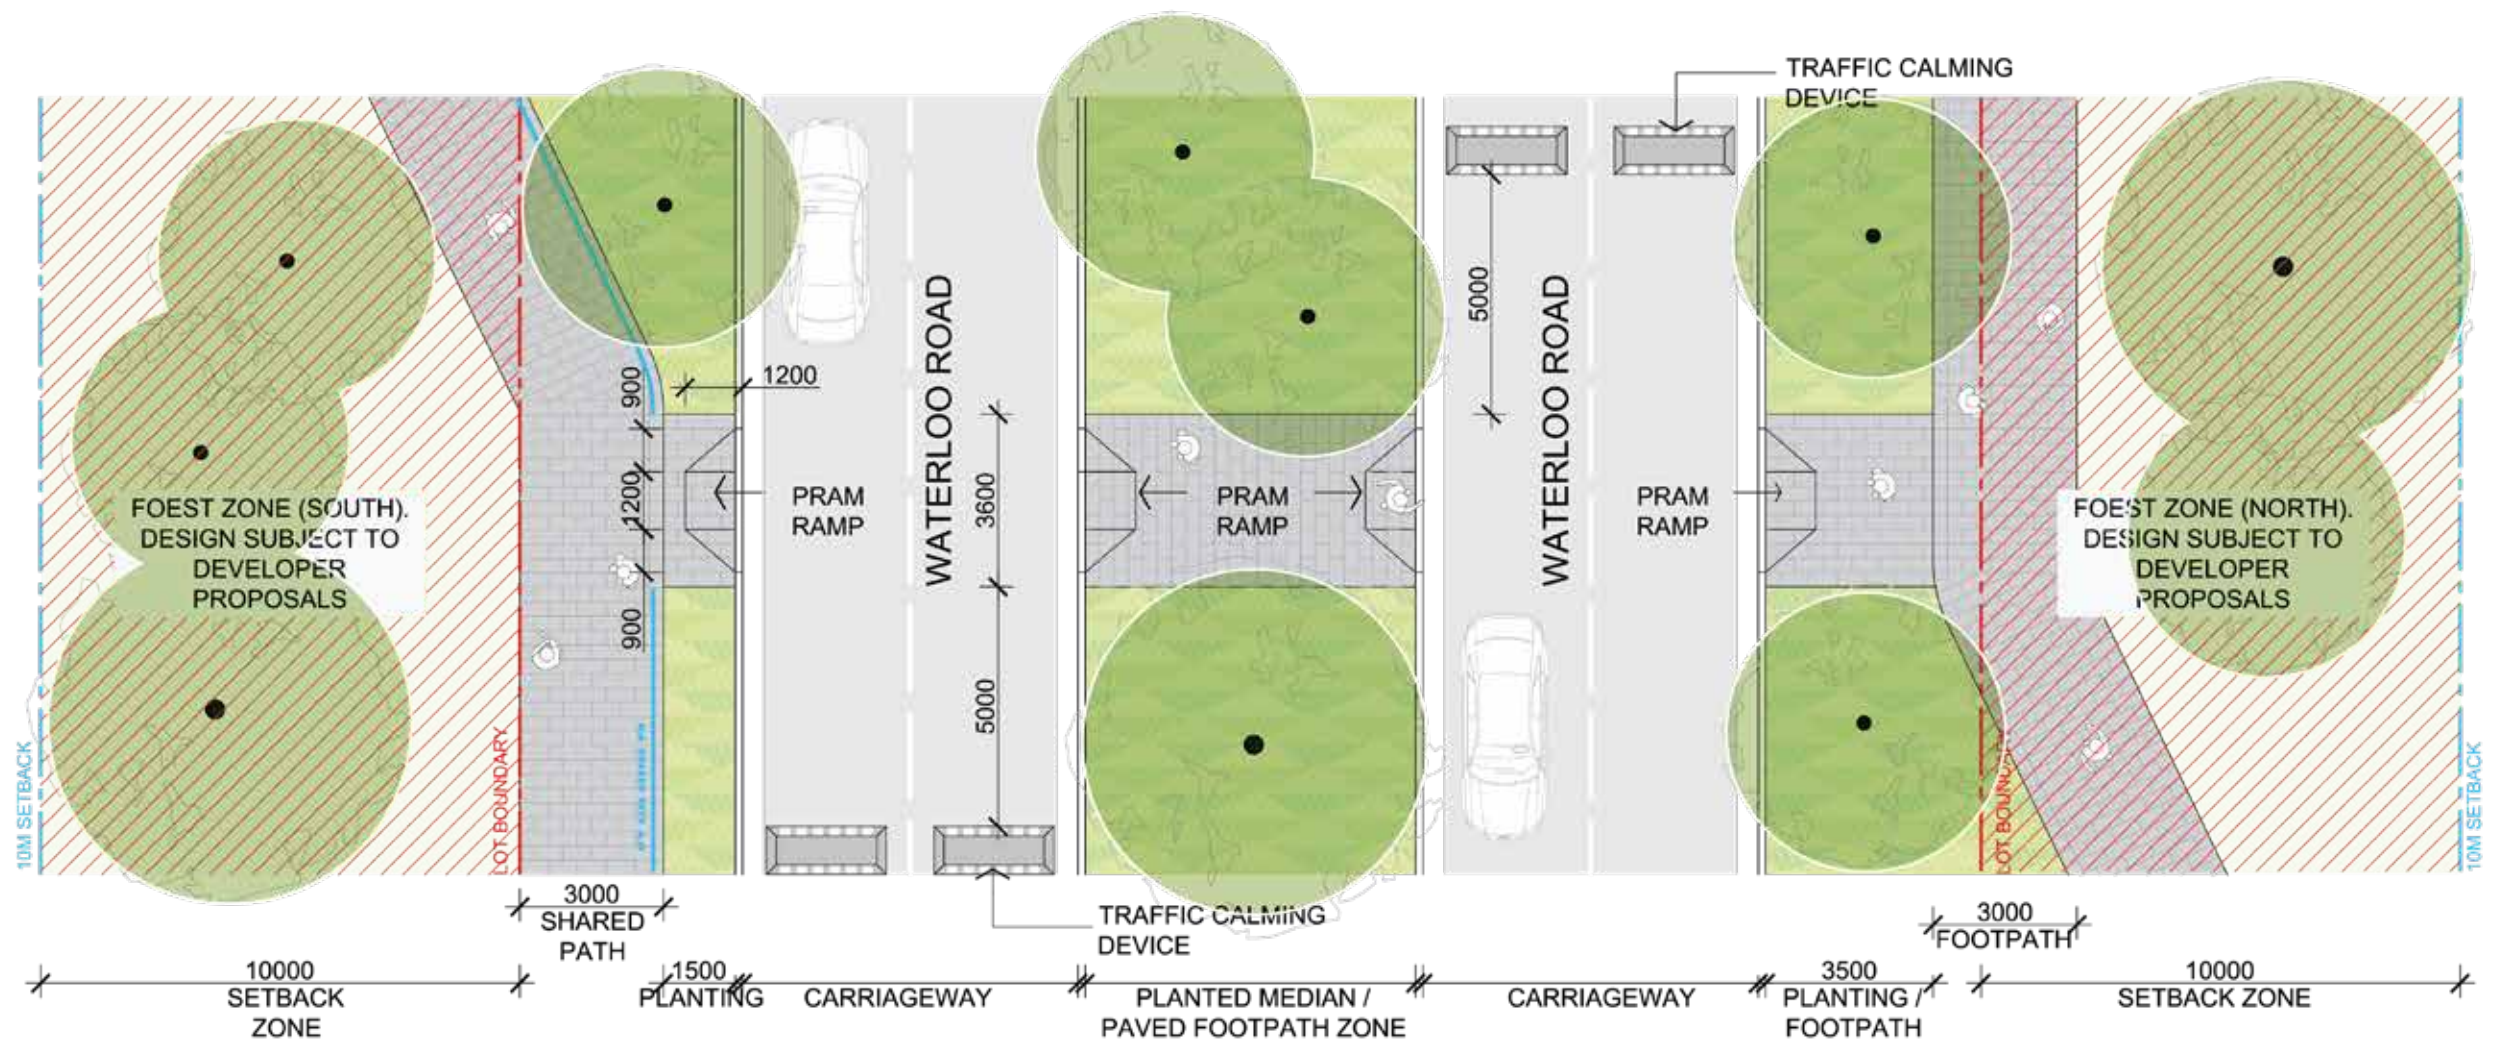 TRAFFIC CALMING
DEVICE
WATERLOO ROAD
WATERLOO ROAD
5000
900
1200
1200
900
3600
5000
PRAM
RAMP
PRAM
RAMP
PRAM
RAMP
FOEST ZONE (SOUTH).
DESIGN SUBJECT TO
DEVELOPER
PROPOSALS
FOEST ZONE (NORTH).
DESIGN SUBJECT TO
DEVELOPER
PROPOSALS
10M SETBACK
LOT BOUNDARY
LOT BOUNDARY
10M SETBACK
TRAFFIC CALMING
DEVICE
3000
SHARED
PATH
3000
FOOTPATH
10000
SETBACK
ZONE
1500
PLANTING
CARRIAGEWAY
PLANTED MEDIAN /
PAVED FOOTPATH ZONE
CARRIAGEWAY
3500
PLANTING /
FOOTPATH
10000
SETBACK ZONE